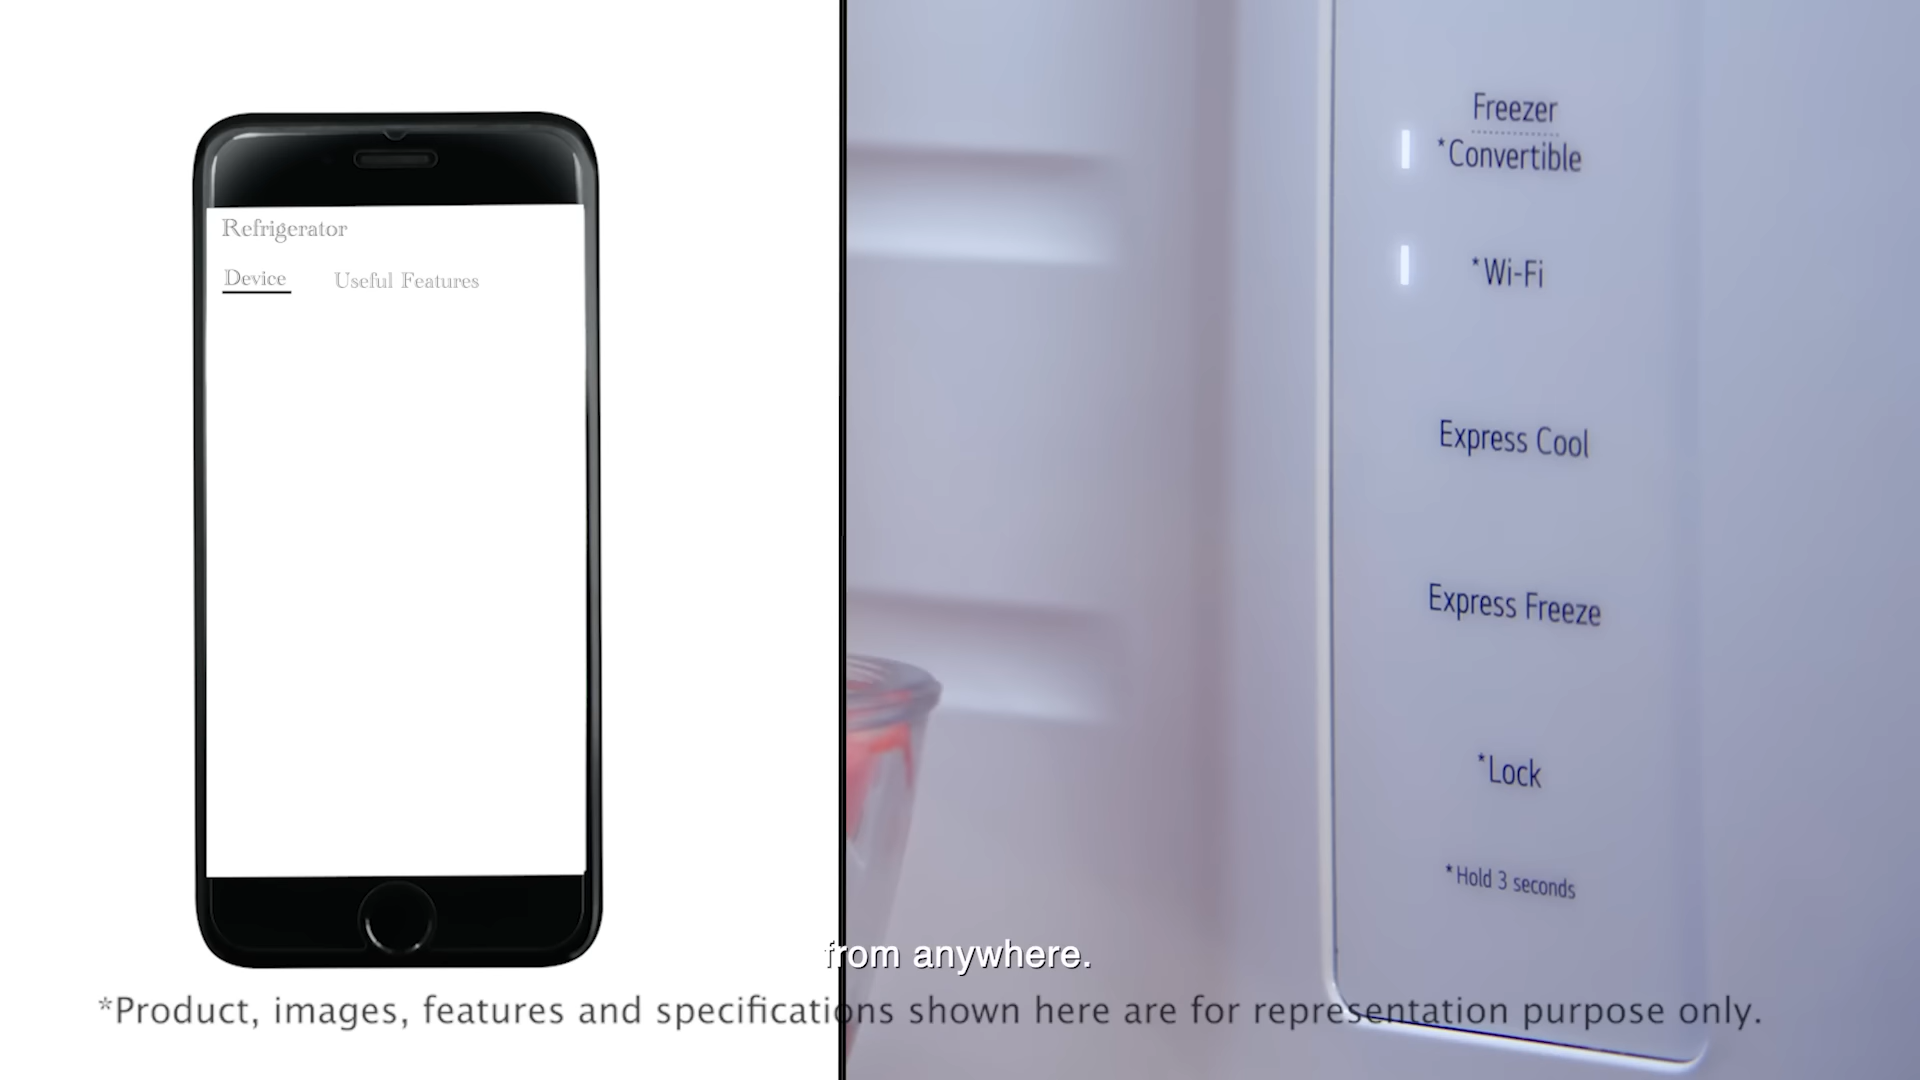 Refrigerator
Device Useful Features
Freezer
*Convertible
*Wi-Fi
Express Cool
Express Freeze
*Lock
*Hold 3 seconds
from anywhere.
*Product, images, features and specifications shown here are for representation purpose only.